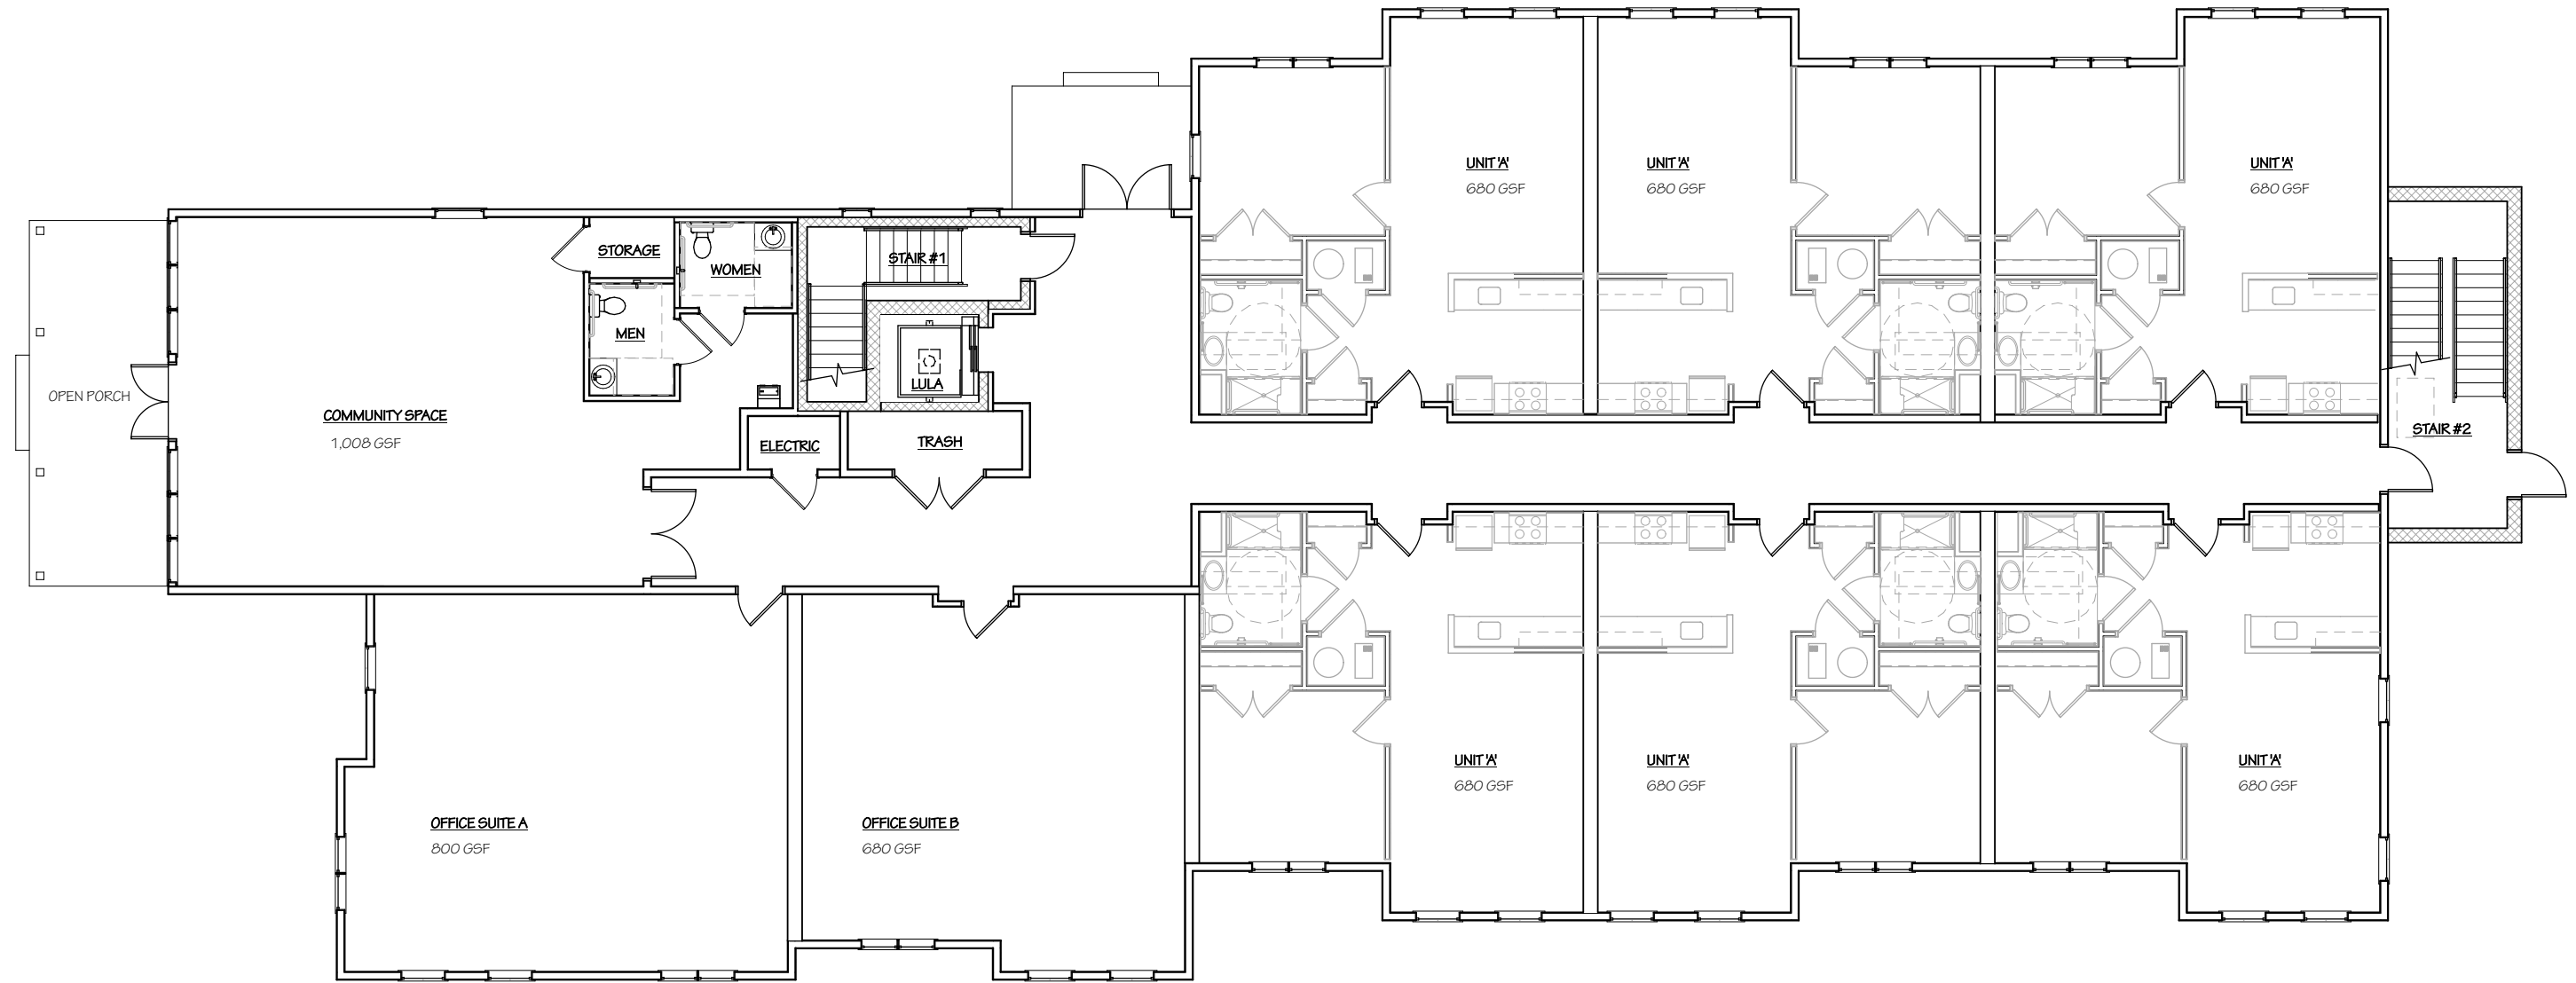 UNIT 'A'
680 GSF
UNIT 'A'
680 GSF
UNIT 'A'
680 GSF
STORAGE
WOMEN
STAIR #1
MEN
LULA
OPEN PORCH
COMMUNITY SPACE
1,008 GSF
ELECTRIC
TRASH
STAIR #2
UNIT 'A'
680 GSF
UNIT 'A'
680 GSF
UNIT 'A'
680 GSF
OFFICE SUITE A
800 GSF
OFFICE SUITE B
680 GSF